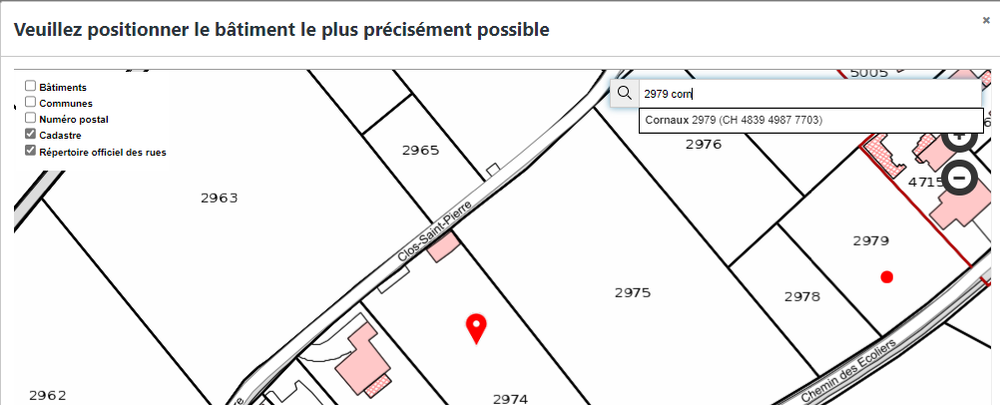 Veuillez positionner le bâtiment le plus précisément possible
×
Bâtiments
Communes
Numéro postal
Cadastre
Répertoire officiel des rues
5005
2979 corn
Cornaux 2979 (CH 4839 4987 7703)
2965
2976
2963
4715
Clos-Saint-Pierre
2979
2975
2978
Chemin des Ecoliers
2962
2974